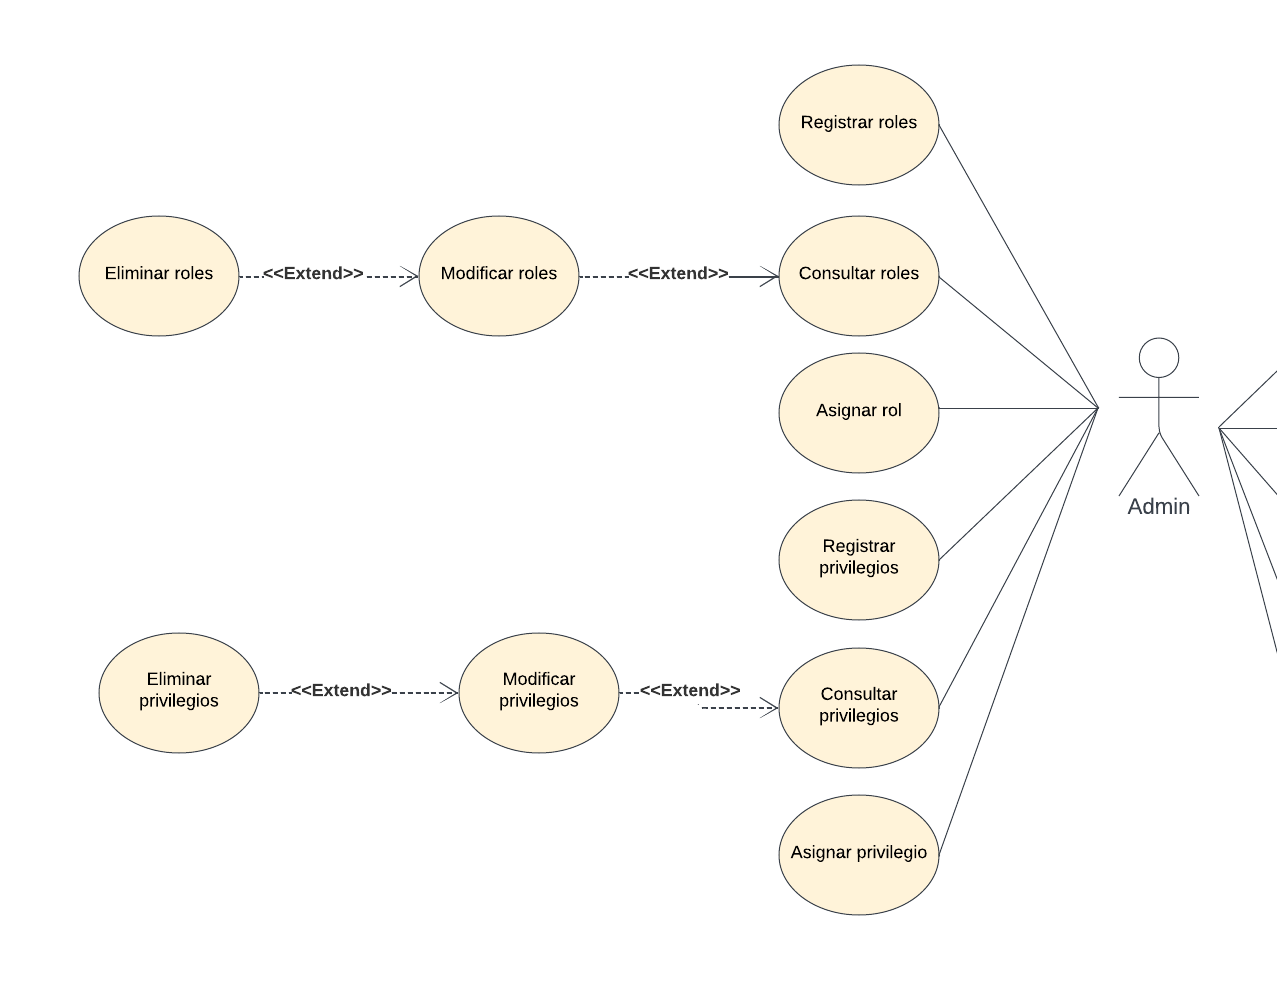 Registrar roles
Eliminar roles
<<Extend>>
Modificar roles
<<Extend>>
Consultar roles
Asignar rol
Admin
Registrar
privilegios
Eliminar
privilegios
<<Extend>>
Modificar
privilegios
<<Extend>>
Consultar
privilegios
Asignar privilegio